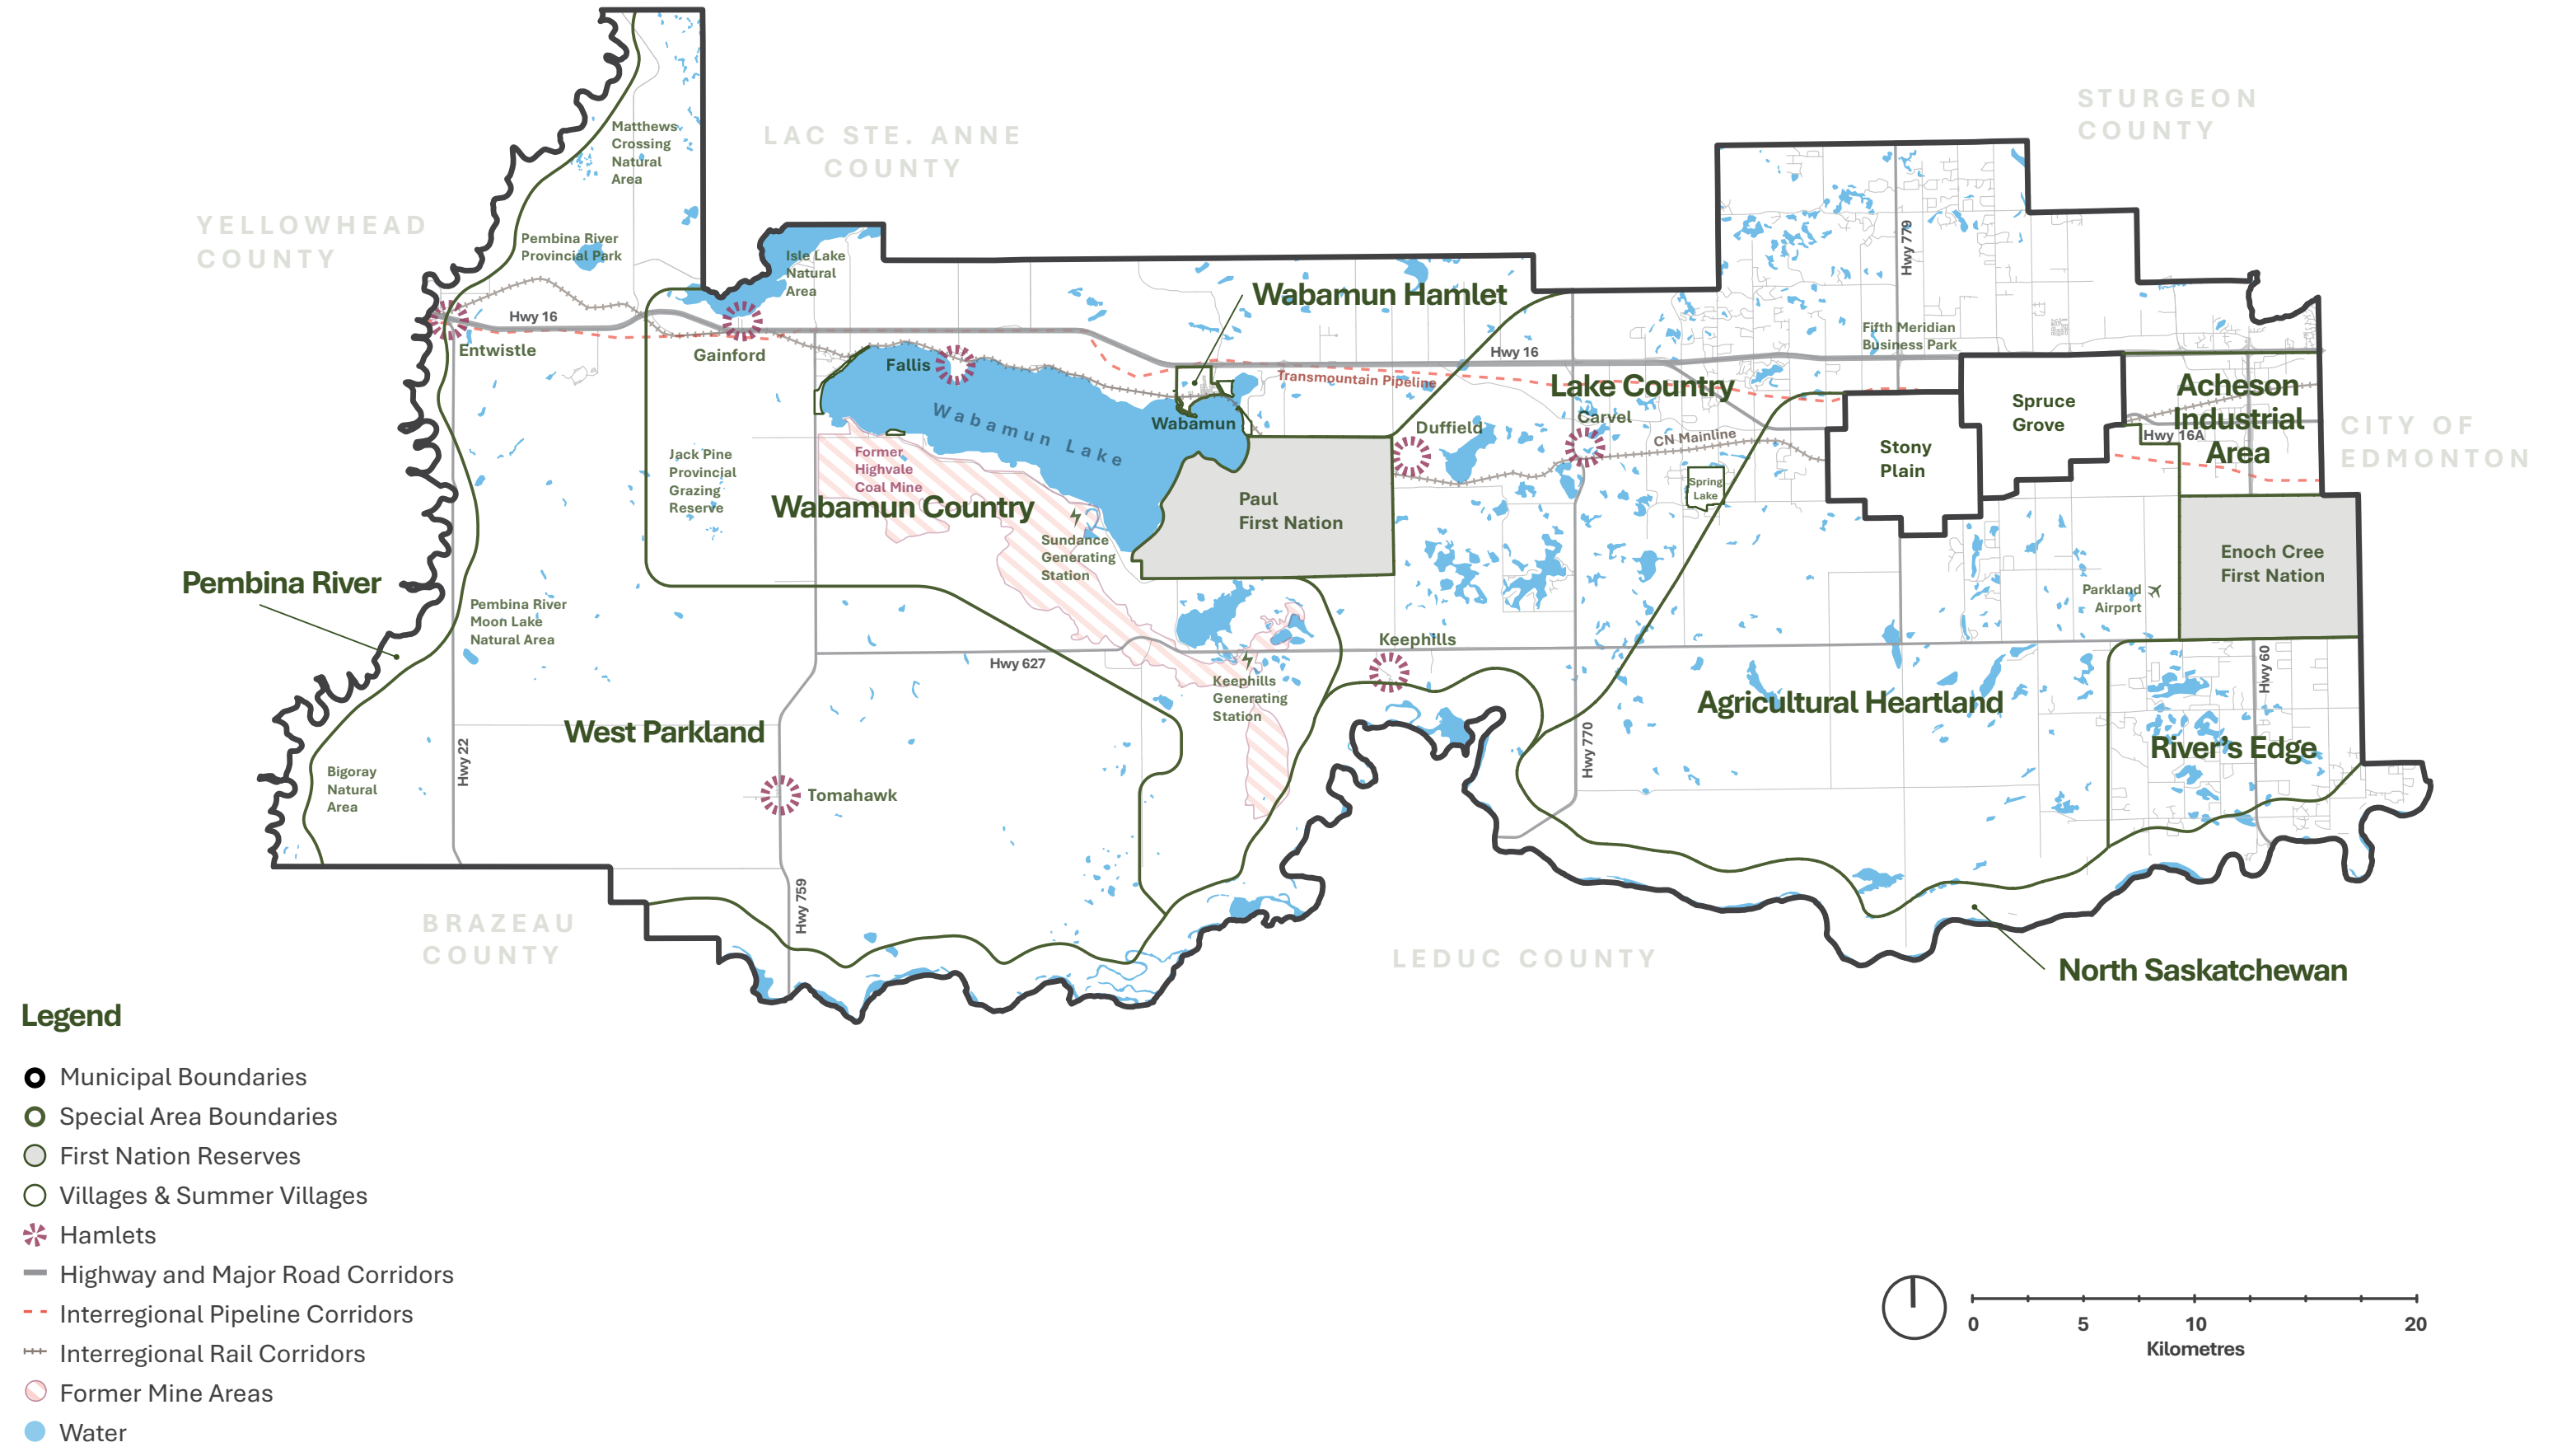 STURGEON
COUNTY
LAC STE. ANNE
COUNTY
YELLOWHEAD
COUNTY
CITY OF
EDMONTON
BRAZEAU
COUNTY
LEDUC COUNTY
Matthews
Crossing
Natural
Area
Pembina River
Provincial Park
Isle Lake
Natural
Area
Hwy 16
Entwistle
Gainford
Fallis
Wabamun Hamlet
Wabamun
Wabamun Lake
Transmountain Pipeline
Hwy 16
Hwy 779
Fifth Meridian
Business Park
Lake Country
Carvel
Duffield
CN Mainline
Spring
Lake
Stony
Plain
Spruce
Grove
Acheson
Industrial
Area
Hwy 16A
Jack Pine
Provincial
Grazing
Reserve
Former
Highvale
Coal Mine
Wabamun Country
Sundance
Generating
Station
Paul
First Nation
Enoch Cree
First Nation
Parkland
Airport
Pembina River
Pembina River
Moon Lake
Natural Area
Hwy 627
Keephills
Keephills
Generating
Station
West Parkland
Hwy 22
Bigoray
Natural
Area
Tomahawk
Hwy 759
Hwy 770
Agricultural Heartland
Hwy 60
River's Edge
North Saskatchewan
Legend
Municipal Boundaries
Special Area Boundaries
First Nation Reserves
Villages & Summer Villages
Hamlets
Highway and Major Road Corridors
Interregional Pipeline Corridors
Interregional Rail Corridors
Former Mine Areas
Water
0 5 10 20
Kilometres